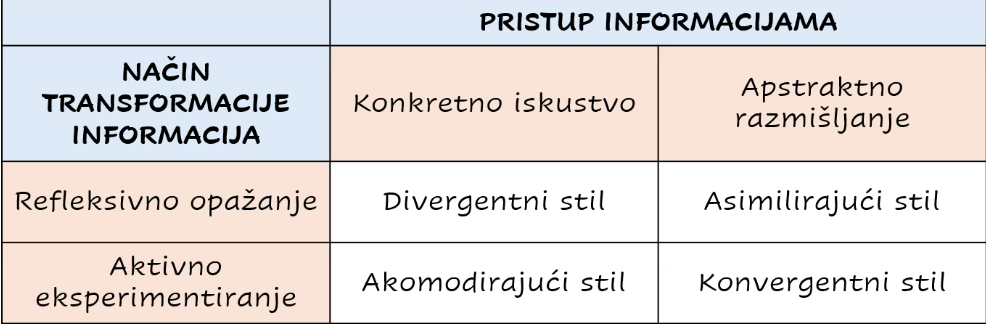 PRISTUP INFORMACIJAMA
NAČIN
TRANSFORMACIJE
INFORMACIJA
Konkretno iskustvo
Apstraktno
razmišljanje
Refleksivno opažanje
Divergentni stil
Asimilirajući stil
Aktivno
eksperimentiranje
Akomodirajući stil
Konvergentni stil